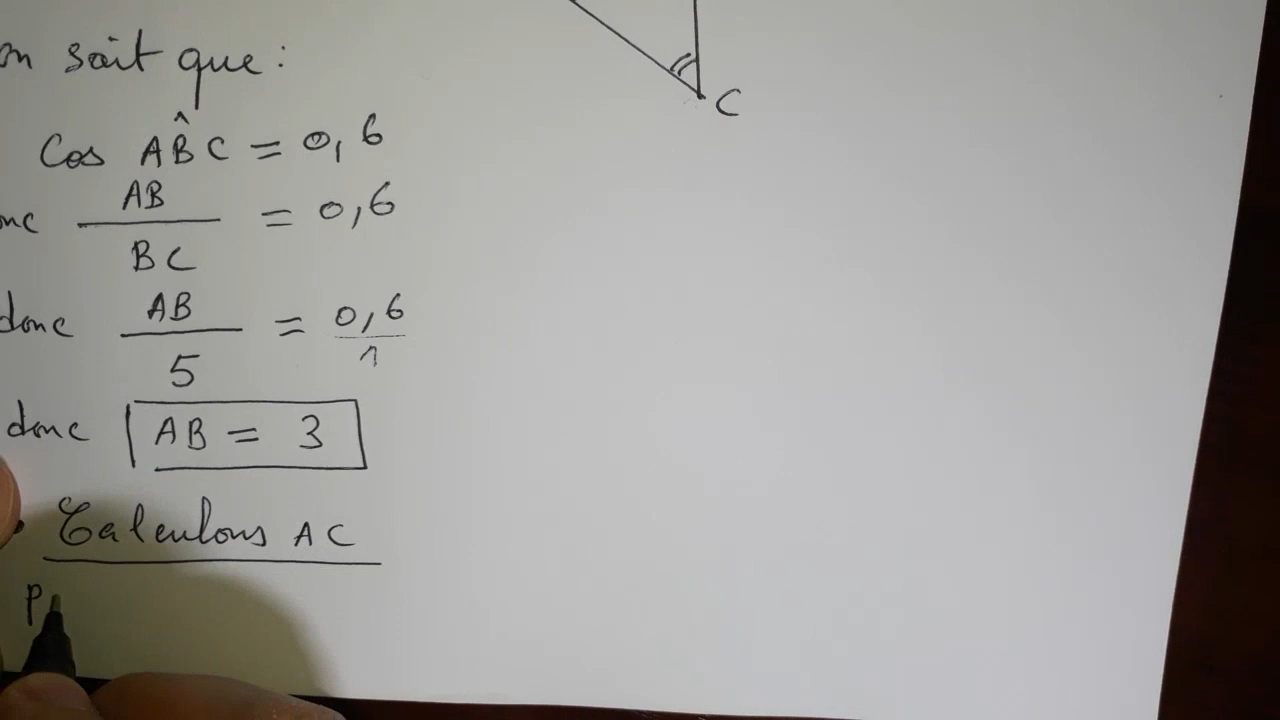 on sait que :
C
Cos AB̂C = 0,6
donc AB/BC = 0,6
donc AB/5 = 0,6/1
donc AB = 3
• Calculons AC
P